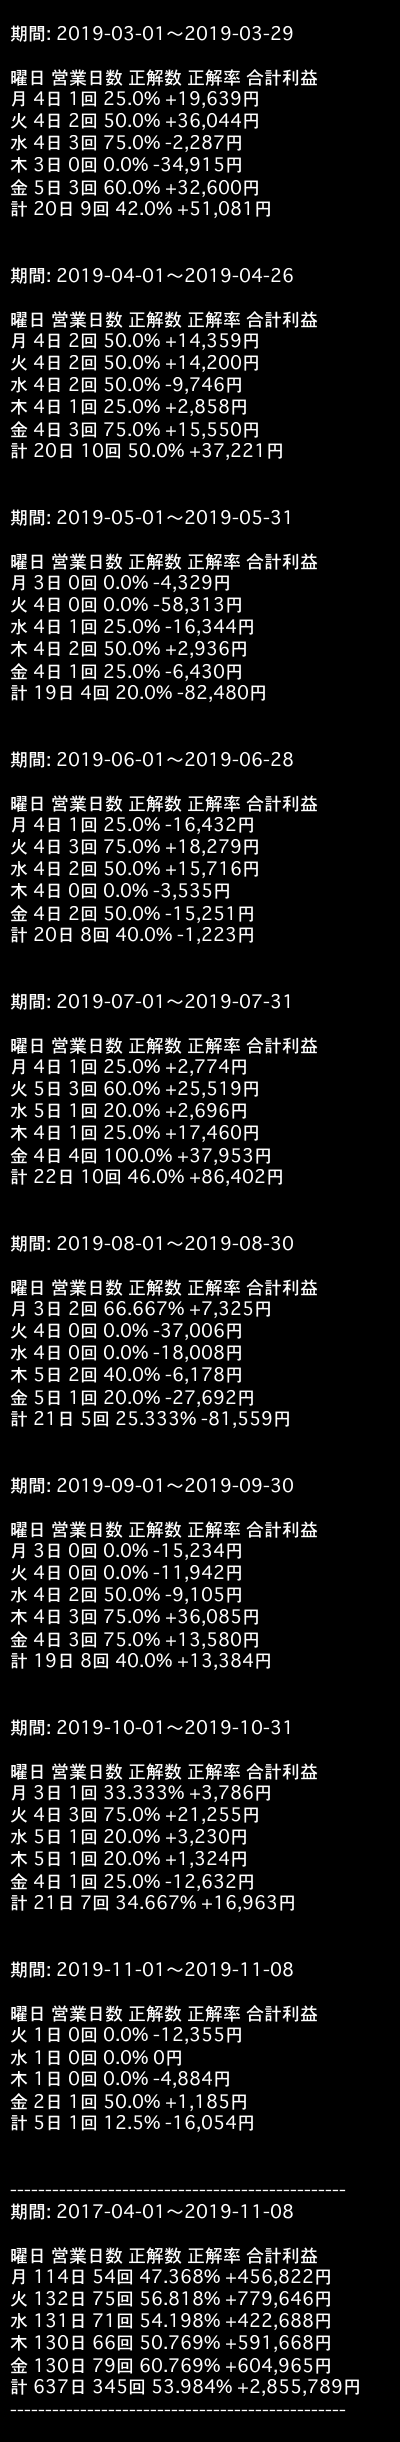 期間: 2019-03-01〜2019-03-29
曜日 営業日数 正解数 正解率 合計利益
月 4日 1回 25.0% +19,639円
火 4日 2回 50.0% +36,044円
水 4日 3回 75.0% -2,287円
木 3日 0回 0.0% -34,915円
金 5日 3回 60.0% +32,600円
計 20日 9回 42.0% +51,081円
期間: 2019-04-01〜2019-04-26
曜日 営業日数 正解数 正解率 合計利益
月 4日 2回 50.0% +14,359円
火 4日 2回 50.0% +14,200円
水 4日 2回 50.0% -9,746円
木 4日 1回 25.0% +2,858円
金 4日 3回 75.0% +15,550円
計 20日 10回 50.0% +37,221円
期間: 2019-05-01〜2019-05-31
曜日 営業日数 正解数 正解率 合計利益
月 3日 0回 0.0% -4,329円
火 4日 0回 0.0% -58,313円
水 4日 1回 25.0% -16,344円
木 4日 2回 50.0% +2,936円
金 4日 1回 25.0% -6,430円
計 19日 4回 20.0% -82,480円
期間: 2019-06-01〜2019-06-28
曜日 営業日数 正解数 正解率 合計利益
月 4日 1回 25.0% -16,432円
火 4日 3回 75.0% +18,279円
水 4日 2回 50.0% +15,716円
木 4日 0回 0.0% -3,535円
金 4日 2回 50.0% -15,251円
計 20日 8回 40.0% -1,223円
期間: 2019-07-01〜2019-07-31
曜日 営業日数 正解数 正解率 合計利益
月 4日 1回 25.0% +2,774円
火 5日 3回 60.0% +25,519円
水 5日 1回 20.0% +2,696円
木 4日 1回 25.0% +17,460円
金 4日 4回 100.0% +37,953円
計 22日 10回 46.0% +86,402円
期間: 2019-08-01〜2019-08-30
曜日 営業日数 正解数 正解率 合計利益
月 3日 2回 66.667% +7,325円
火 4日 0回 0.0% -37,006円
水 4日 0回 0.0% -18,008円
木 5日 2回 40.0% -6,178円
金 5日 1回 20.0% -27,692円
計 21日 5回 25.333% -81,559円
期間: 2019-09-01〜2019-09-30
曜日 営業日数 正解数 正解率 合計利益
月 3日 0回 0.0% -15,234円
火 4日 0回 0.0% -11,942円
水 4日 2回 50.0% -9,105円
木 4日 3回 75.0% +36,085円
金 4日 3回 75.0% +13,580円
計 19日 8回 40.0% +13,384円
期間: 2019-10-01〜2019-10-31
曜日 営業日数 正解数 正解率 合計利益
月 3日 1回 33.333% +3,786円
火 4日 3回 75.0% +21,255円
水 5日 1回 20.0% +3,230円
木 5日 1回 20.0% +1,324円
金 4日 1回 25.0% -12,632円
計 21日 7回 34.667% +16,963円
期間: 2019-11-01〜2019-11-08
曜日 営業日数 正解数 正解率 合計利益
火 1日 0回 0.0% -12,355円
水 1日 0回 0.0% 0円
木 1日 0回 0.0% -4,884円
金 2日 1回 50.0% +1,185円
計 5日 1回 12.5% -16,054円
------------------------------------------------
期間: 2017-04-01〜2019-11-08
曜日 営業日数 正解数 正解率 合計利益
月 114日 54回 47.368% +456,822円
火 132日 75回 56.818% +779,646円
水 131日 71回 54.198% +422,688円
木 130日 66回 50.769% +591,668円
金 130日 79回 60.769% +604,965円
計 637日 345回 53.984% +2,855,789円
------------------------------------------------